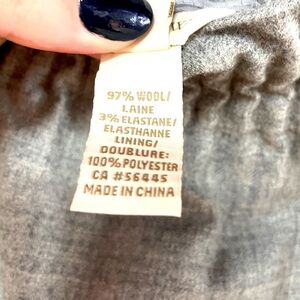 97% WOOL/
LAINE
3% ELASTANE/
ELASTHANNE
LINING/
DOUBLURE:
100% POLYESTER
CA #56445
MADE IN CHINA